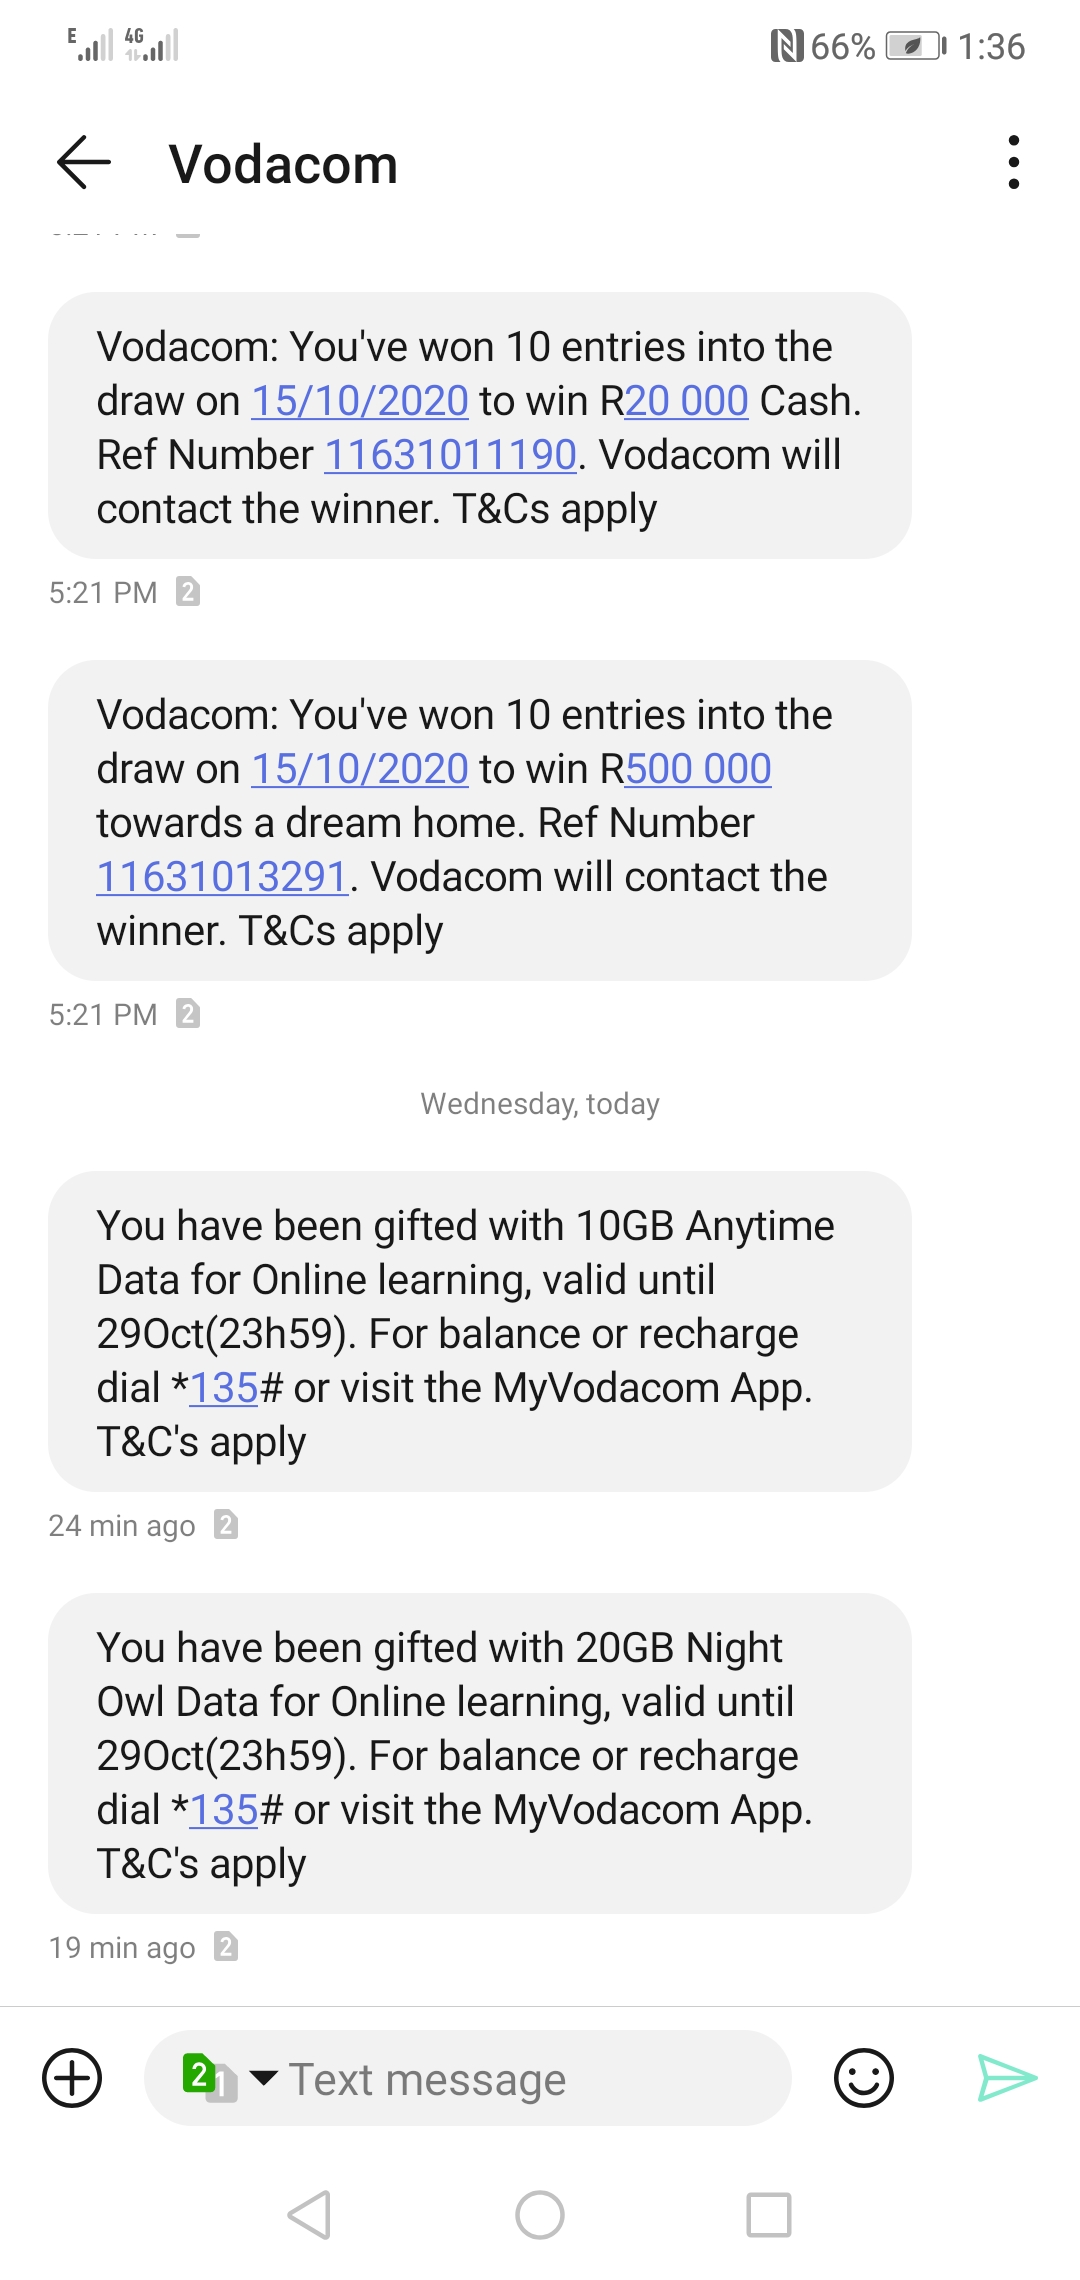 E 4G 66% 1:36
Vodacom
Vodacom: You've won 10 entries into the
draw on 15/10/2020 to win R20 000 Cash.
Ref Number 11631011190. Vodacom will
contact the winner. T&Cs apply
5:21 PM 2
Vodacom: You've won 10 entries into the
draw on 15/10/2020 to win R500 000
towards a dream home. Ref Number
11631013291. Vodacom will contact the
winner. T&Cs apply
5:21 PM 2
Wednesday, today
You have been gifted with 10GB Anytime
Data for Online learning, valid until
29Oct(23h59). For balance or recharge
dial *135# or visit the MyVodacom App.
T&C's apply
24 min ago 2
You have been gifted with 20GB Night
Owl Data for Online learning, valid until
29Oct(23h59). For balance or recharge
dial *135# or visit the MyVodacom App.
T&C's apply
19 min ago 2
2 1 Text message